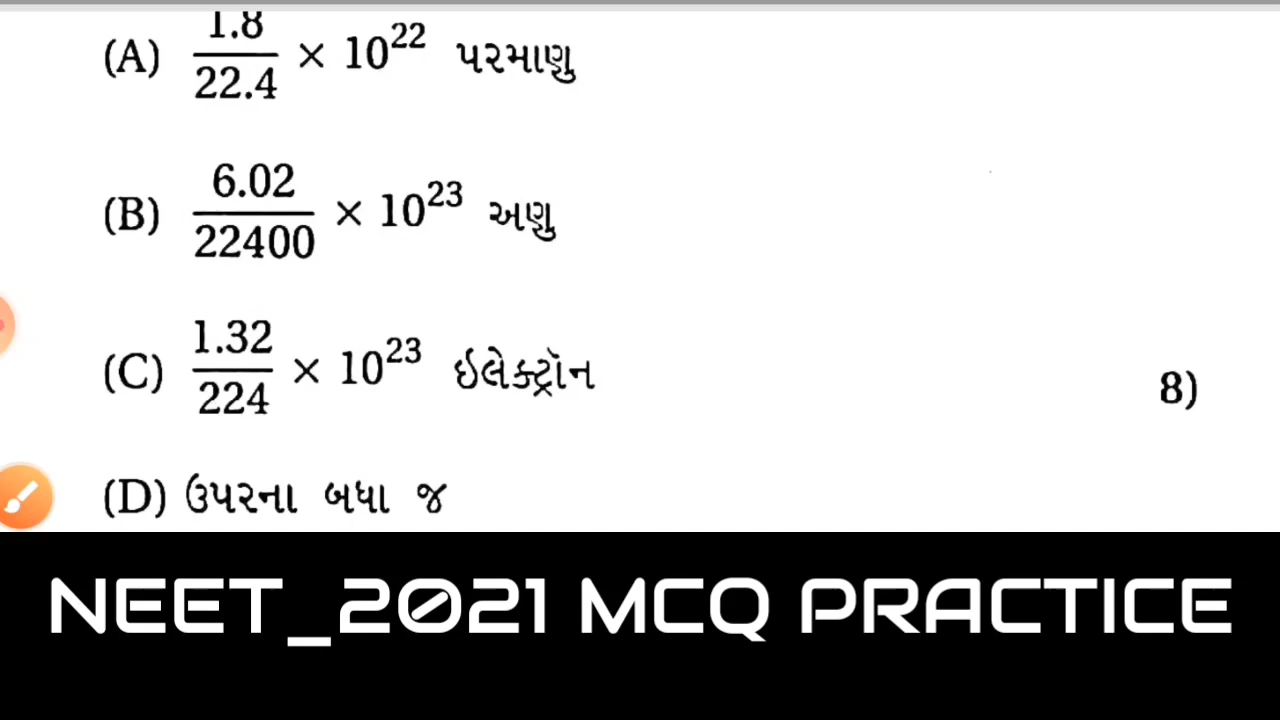 (A) 1.8/22.4 × 10^22 પરમાણુ
(B) 6.02/22400 × 10^23 અણુ
(C) 1.32/224 × 10^23 ઇલેક્ટ્રૉન
8)
(D) ઉપરના બધા જ
NEET_2021 MCQ PRACTICE